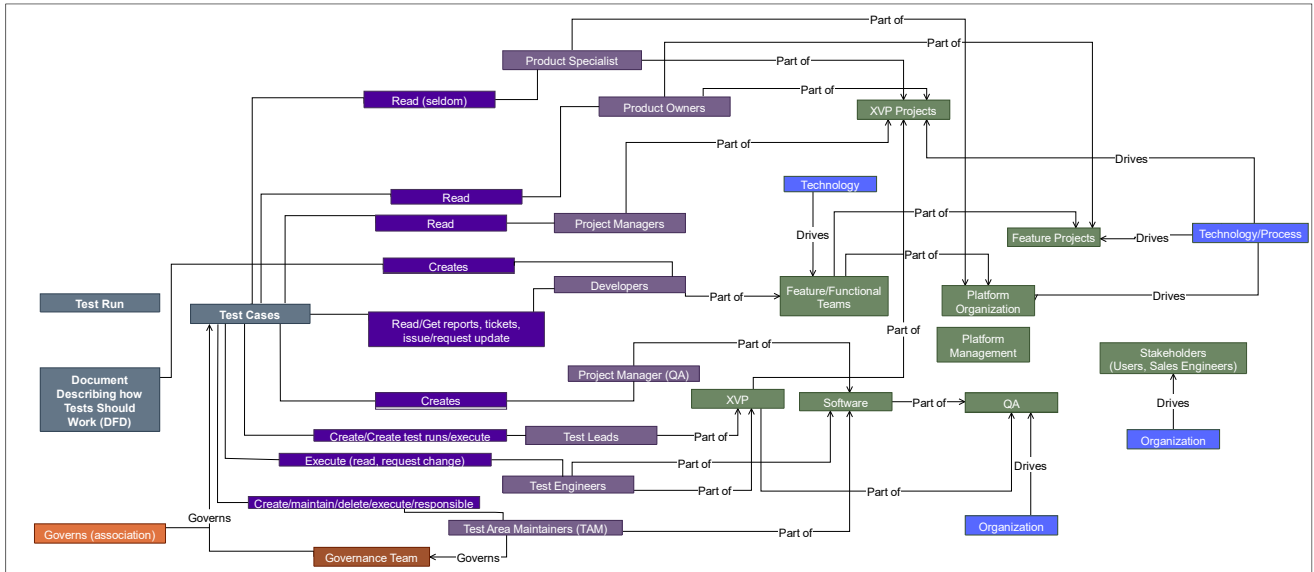 Part of
Part of
Product Specialist
Part of
Part of
Read (seldom)
Product Owners
XVP Projects
Part of
Drives
Technology
Read
Part of
Read
Project Managers
Drives
Feature Projects
Drives
Technology/Process
Part of
Creates
Developers
Part of
Feature/Functional
Teams
Platform
Organization
Drives
Test Run
Test Cases
Read/Get reports, tickets,
issue/request update
Part of
Part of
Platform
Management
Stakeholders
(Users, Sales Engineers)
Document
Describing how
Tests Should
Work (DFD)
Project Manager (QA)
Creates
XVP
Software
Part of
QA
Drives
Create/Create test runs/execute
Test Leads
Part of
Organization
Execute (read, request change)
Part of
Drives
Test Engineers
Part of
Create/maintain/delete/execute/responsible
Governs
Test Area Maintainers (TAM)
Part of
Organization
Governs (association)
Governance Team
Governs